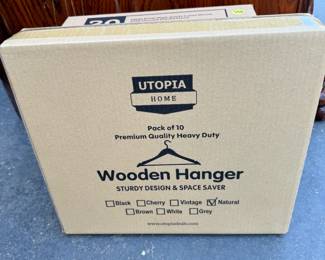 20
UTOPIA
HOME
Pack of 10
Premium Quality Heavy Duty
Wooden Hanger
STURDY DESIGN & SPACE SAVER
Black Cherry Vintage Natural
Brown White Grey
www.utopiadeals.com